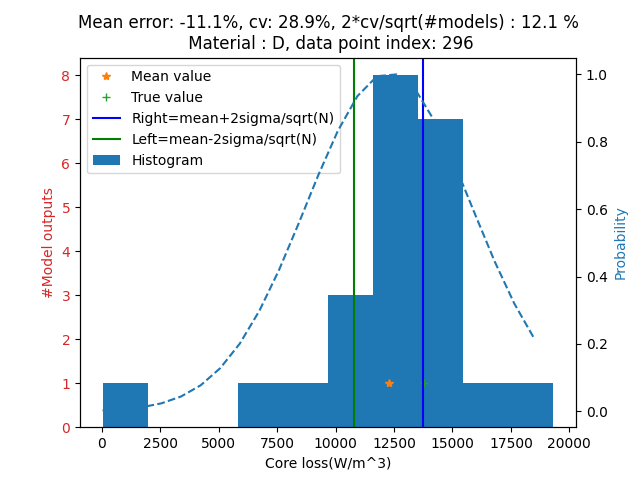 Mean error: -11.1%, cv: 28.9%, 2*cv/sqrt(#models) : 12.1 %
Material : D, data point index: 296
Mean value
True value
Right=mean+2sigma/sqrt(N)
Left=mean-2sigma/sqrt(N)
Histogram
#Model outputs
8
7
6
5
4
3
2
1
0
1.0
0.8
0.6
0.4
0.2
0.0
Probability
0 2500 5000 7500 10000 12500 15000 17500 20000
Core loss(W/m^3)